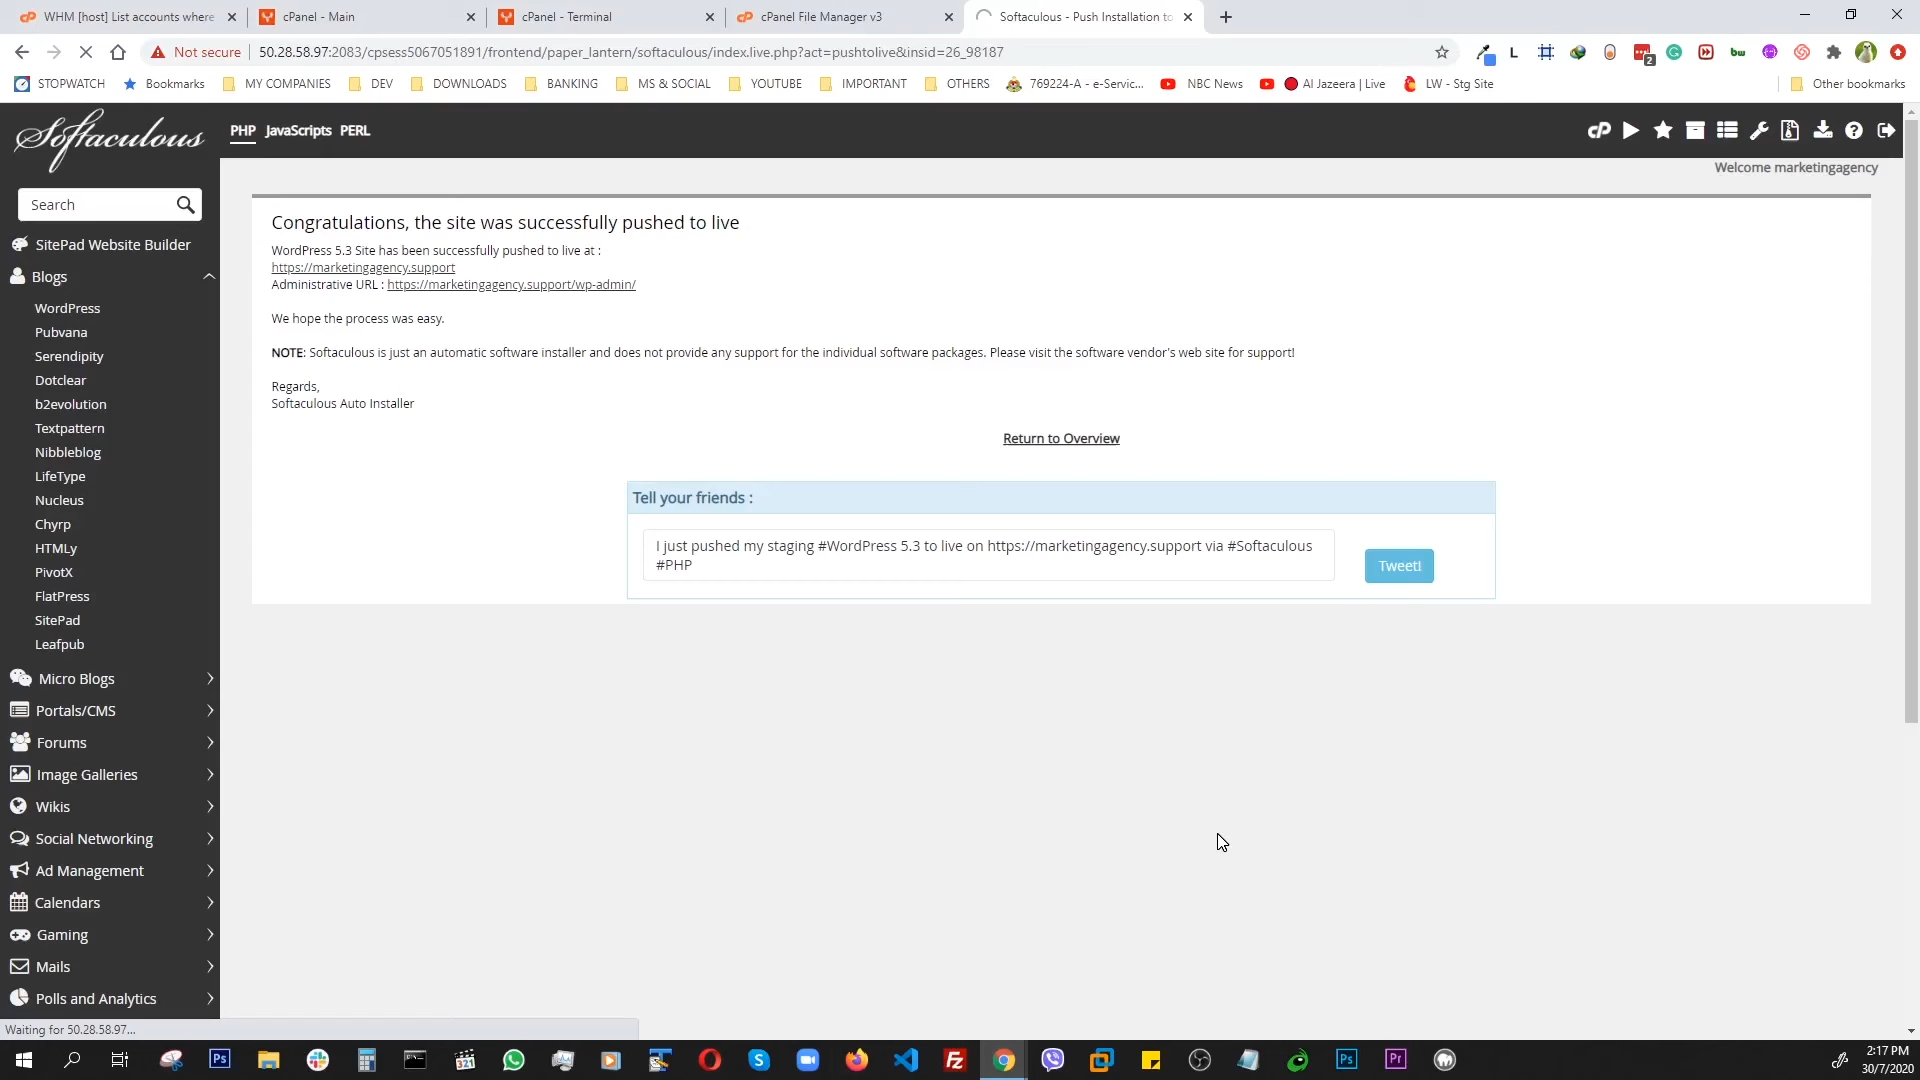 WHM [host] List accounts where
cPanel - Main
cPanel - Terminal
cPanel File Manager v3
Softaculous - Push Installation to
Not secure
50.28.58.97:2083/cpsess5067051891/frontend/paper_lantern/softaculous/index.live.php?act=pushtolive&insid=26_98187
STOPWATCH
Bookmarks
MY COMPANIES
DEV
DOWNLOADS
BANKING
MS & SOCIAL
YOUTUBE
IMPORTANT
OTHERS
769224-A - e-Servic...
NBC News
Al Jazeera | Live
LW - Stg Site
Other bookmarks
Softaculous
PHP
JavaScripts
PERL
Welcome marketingagency
Search
SitePad Website Builder
Blogs
WordPress
Pubvana
Serendipity
Dotclear
b2evolution
Textpattern
Nibbleblog
LifeType
Nucleus
Chyrp
HTMLy
PivotX
FlatPress
SitePad
Leafpub
Micro Blogs
Portals/CMS
Forums
Image Galleries
Wikis
Social Networking
Ad Management
Calendars
Gaming
Mails
Polls and Analytics
Congratulations, the site was successfully pushed to live
WordPress 5.3 Site has been successfully pushed to live at :
https://marketingagency.support
Administrative URL : https://marketingagency.support/wp-admin/
We hope the process was easy.
NOTE: Softaculous is just an automatic software installer and does not provide any support for the individual software packages. Please visit the software vendor's web site for support!
Regards,
Softaculous Auto Installer
Return to Overview
Tell your friends :
I just pushed my staging #WordPress 5.3 to live on https://marketingagency.support via #Softaculous
#PHP
Tweet!
Waiting for 50.28.58.97...
2:17 PM
30/7/2020